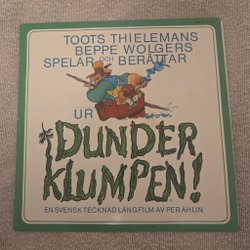 TOOTS THIELEMANS
BEPPE WOLGERS
SPELAR OCH BERÄTTAR
UR
DUNDER
KLUMPEN!
EN SVENSK TECKNAD LÅNGFILM AV PER ÅHLIN